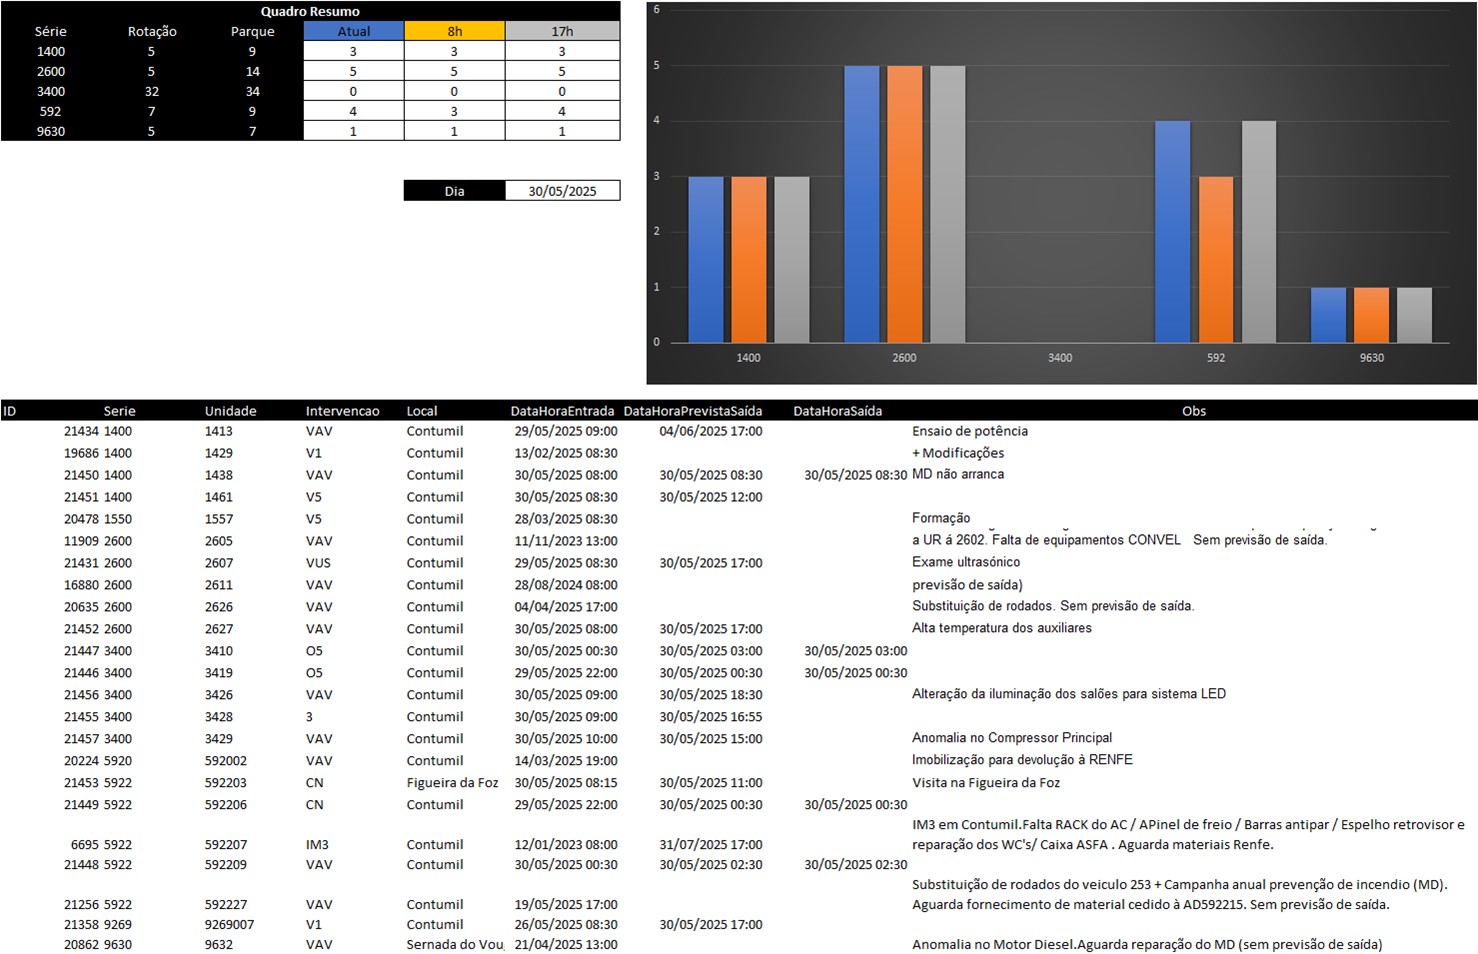 Quadro Resumo
Série Rotação Parque Atual 8h 17h
1400 5 9 3 3 3
2600 5 14 5 5 5
3400 32 34 0 0 0
592 7 9 4 3 4
9630 5 7 1 1 1
Dia 30/05/2025
6
5
4
3
2
1
0
1400 2600 3400 592 9630
ID Serie Unidade Intervencao Local DataHoraEntrada DataHoraPrevistaSaída DataHoraSaída Obs
21434 1400 1413 VAV Contumil 29/05/2025 09:00 04/06/2025 17:00 Ensaio de potência
19686 1400 1429 V1 Contumil 13/02/2025 08:30 + Modificações
21450 1400 1438 VAV Contumil 30/05/2025 08:00 30/05/2025 08:30 30/05/2025 08:30 MD não arranca
21451 1400 1461 V5 Contumil 30/05/2025 08:30 30/05/2025 12:00
20478 1550 1557 V5 Contumil 28/03/2025 08:30 Formação
11909 2600 2605 VAV Contumil 11/11/2023 13:00 a UR á 2602. Falta de equipamentos CONVEL Sem previsão de saída.
21431 2600 2607 VUS Contumil 29/05/2025 08:30 30/05/2025 17:00 Exame ultrasónico
16880 2600 2611 VAV Contumil 28/08/2024 08:00 previsão de saída)
20635 2600 2626 VAV Contumil 04/04/2025 17:00 Substituição de rodados. Sem previsão de saída.
21452 2600 2627 VAV Contumil 30/05/2025 08:00 30/05/2025 17:00 Alta temperatura dos auxiliares
21447 3400 3410 O5 Contumil 30/05/2025 00:30 30/05/2025 03:00 30/05/2025 03:00
21446 3400 3419 O5 Contumil 29/05/2025 22:00 30/05/2025 00:30 30/05/2025 00:30
21456 3400 3426 VAV Contumil 30/05/2025 09:00 30/05/2025 18:30 Alteração da iluminação dos salões para sistema LED
21455 3400 3428 3 Contumil 30/05/2025 09:00 30/05/2025 16:55
21457 3400 3429 VAV Contumil 30/05/2025 10:00 30/05/2025 15:00 Anomalia no Compressor Principal
20224 5920 592002 VAV Contumil 14/03/2025 19:00 Imobilização para devolução à RENFE
21453 5922 592203 CN Figueira da Foz 30/05/2025 08:15 30/05/2025 11:00 Visita na Figueira da Foz
21449 5922 592206 CN Contumil 29/05/2025 22:00 30/05/2025 00:30 30/05/2025 00:30
IM3 em Contumil.Falta RACK do AC / APinel de freio / Barras antipar / Espelho retrovisor e
6695 5922 592207 IM3 Contumil 12/01/2023 08:00 31/07/2025 17:00 reparação dos WC's/ Caixa ASFA . Aguarda materiais Renfe.
21448 5922 592209 VAV Contumil 30/05/2025 00:30 30/05/2025 02:30 30/05/2025 02:30
Substituição de rodados do veiculo 253 + Campanha anual prevenção de incendio (MD).
21256 5922 592227 VAV Contumil 19/05/2025 17:00 Aguarda fornecimento de material cedido à AD592215. Sem previsão de saída.
21358 9269 9269007 V1 Contumil 26/05/2025 08:30 30/05/2025 17:00
20862 9630 9632 VAV Sernada do Vou 21/04/2025 13:00 Anomalia no Motor Diesel.Aguarda reparação do MD (sem previsão de saída)